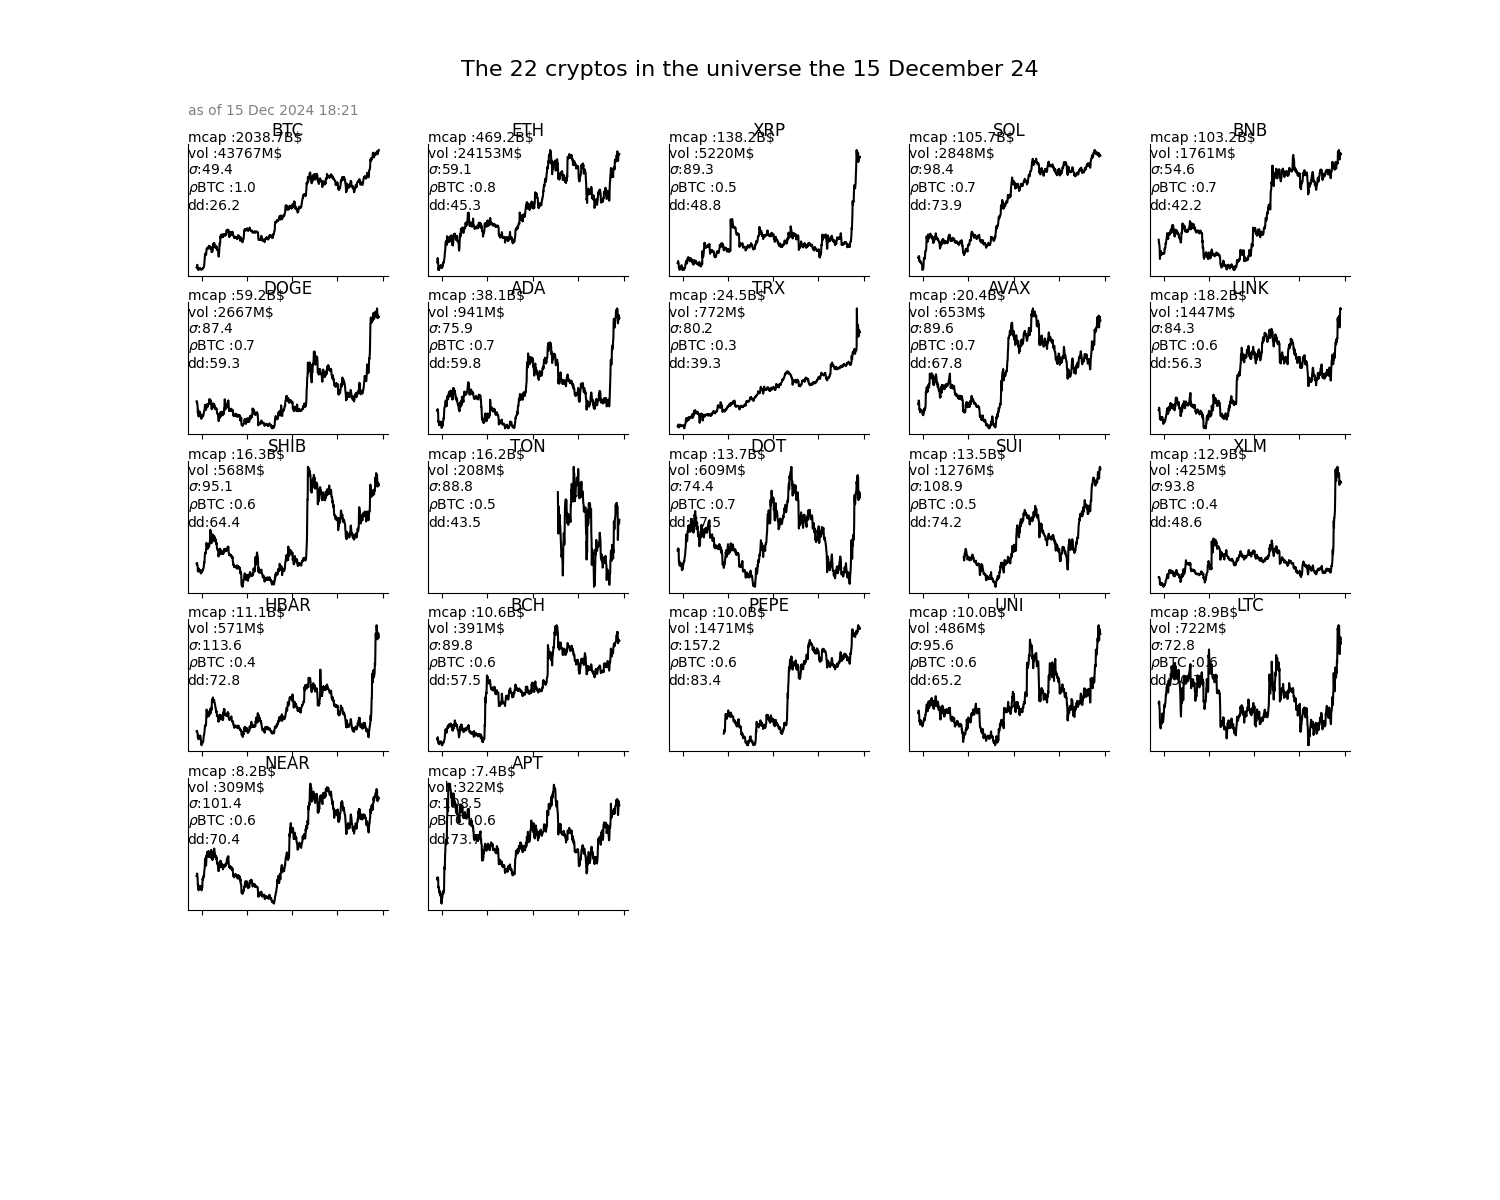 The 22 cryptos in the universe the 15 December 24
as of 15 Dec 2024 18:21
BTC
mcap :2038.7B$
vol :43767M$
σ:49.4
ρBTC :1.0
dd:26.2
ETH
mcap :469.2B$
vol :24153M$
σ:59.1
ρBTC :0.8
dd:45.3
XRP
mcap :138.2B$
vol :5220M$
σ:89.3
ρBTC :0.5
dd:48.8
SOL
mcap :105.7B$
vol :2848M$
σ:98.4
ρBTC :0.7
dd:73.9
BNB
mcap :103.2B$
vol :1761M$
σ:54.6
ρBTC :0.7
dd:42.2
DOGE
mcap :59.2B$
vol :2667M$
σ:87.4
ρBTC :0.7
dd:59.3
ADA
mcap :38.1B$
vol :941M$
σ:75.9
ρBTC :0.7
dd:59.8
TRX
mcap :24.5B$
vol :772M$
σ:80.2
ρBTC :0.3
dd:39.3
AVAX
mcap :20.4B$
vol :653M$
σ:89.6
ρBTC :0.7
dd:67.8
LINK
mcap :18.2B$
vol :1447M$
σ:84.3
ρBTC :0.6
dd:56.3
SHIB
mcap :16.3B$
vol :568M$
σ:95.1
ρBTC :0.6
dd:64.4
TON
mcap :16.2B$
vol :208M$
σ:88.8
ρBTC :0.5
dd:43.5
DOT
mcap :13.7B$
vol :609M$
σ:74.4
ρBTC :0.7
SUI
mcap :13.5B$
vol :1276M$
σ:108.9
ρBTC :0.5
dd:74.2
XLM
mcap :12.9B$
vol :425M$
σ:93.8
ρBTC :0.4
dd:48.6
HBAR
mcap :11.1B$
vol :571M$
σ:113.6
ρBTC :0.4
dd:72.8
BCH
mcap :10.6B$
vol :391M$
σ:89.8
ρBTC :0.6
dd:57.5
PEPE
mcap :10.0B$
vol :1471M$
σ:157.2
ρBTC :0.6
dd:83.4
UNI
mcap :10.0B$
vol :486M$
σ:95.6
ρBTC :0.6
dd:65.2
LTC
mcap :8.9B$
vol :722M$
σ:72.8
ρBTC :0.6
NEAR
mcap :8.2B$
vol :309M$
σ:101.4
ρBTC :0.6
dd:70.4
APT
mcap :7.4B$
vol :322M$
σ:108.5
ρBTC :0.6